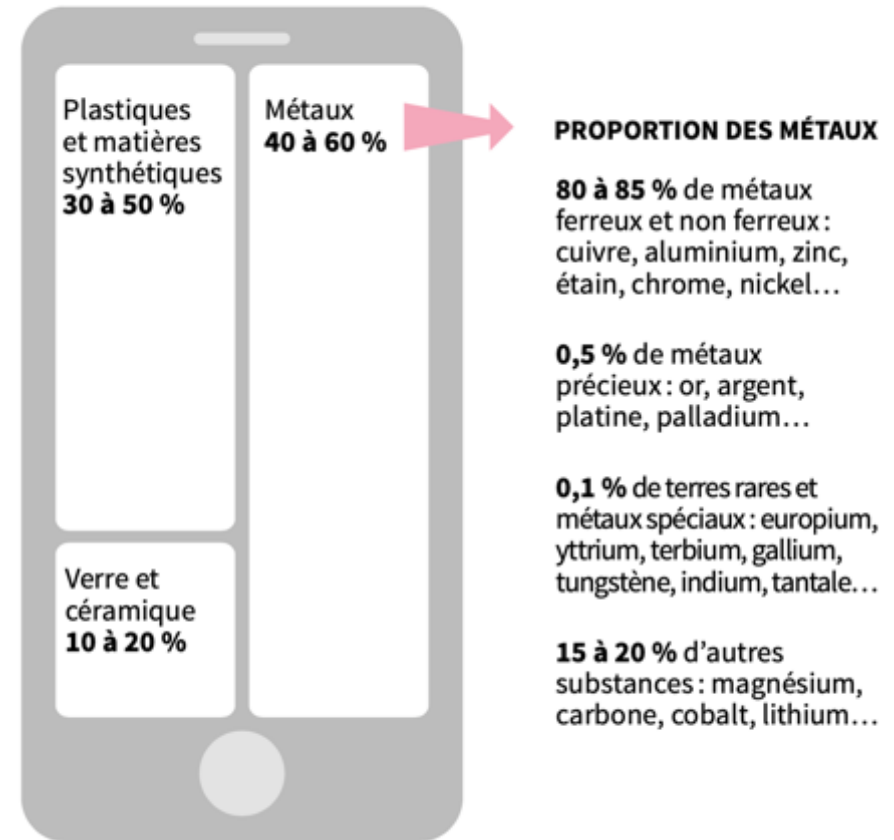 Plastiques
et matières
synthétiques
30 à 50 %
Métaux
40 à 60 %
Verre et
céramique
10 à 20 %
PROPORTION DES MÉTAUX
80 à 85 % de métaux
ferreux et non ferreux :
cuivre, aluminium, zinc,
étain, chrome, nickel…
0,5 % de métaux
précieux : or, argent,
platine, palladium…
0,1 % de terres rares et
métaux spéciaux : europium,
yttrium, terbium, gallium,
tungstène, indium, tantale…
15 à 20 % d’autres
substances : magnésium,
carbone, cobalt, lithium…